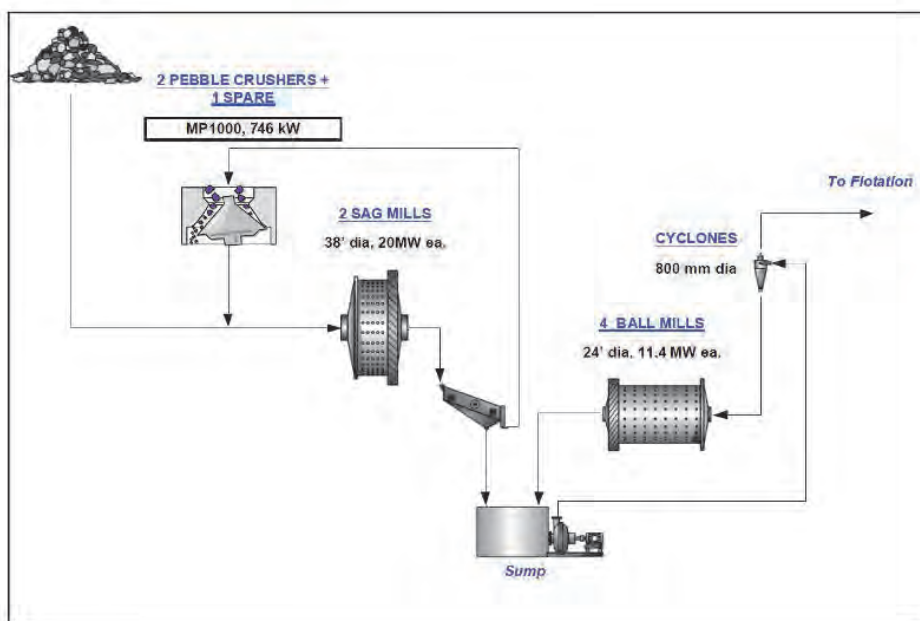 2 PEBBLE CRUSHERS +
1 SPARE
MP1000, 746 kW
2 SAG MILLS
38' dia, 20MW ea.
To Flotation
CYCLONES
800 mm dia
4 BALL MILLS
24' dia, 11.4 MW ea.
Sump